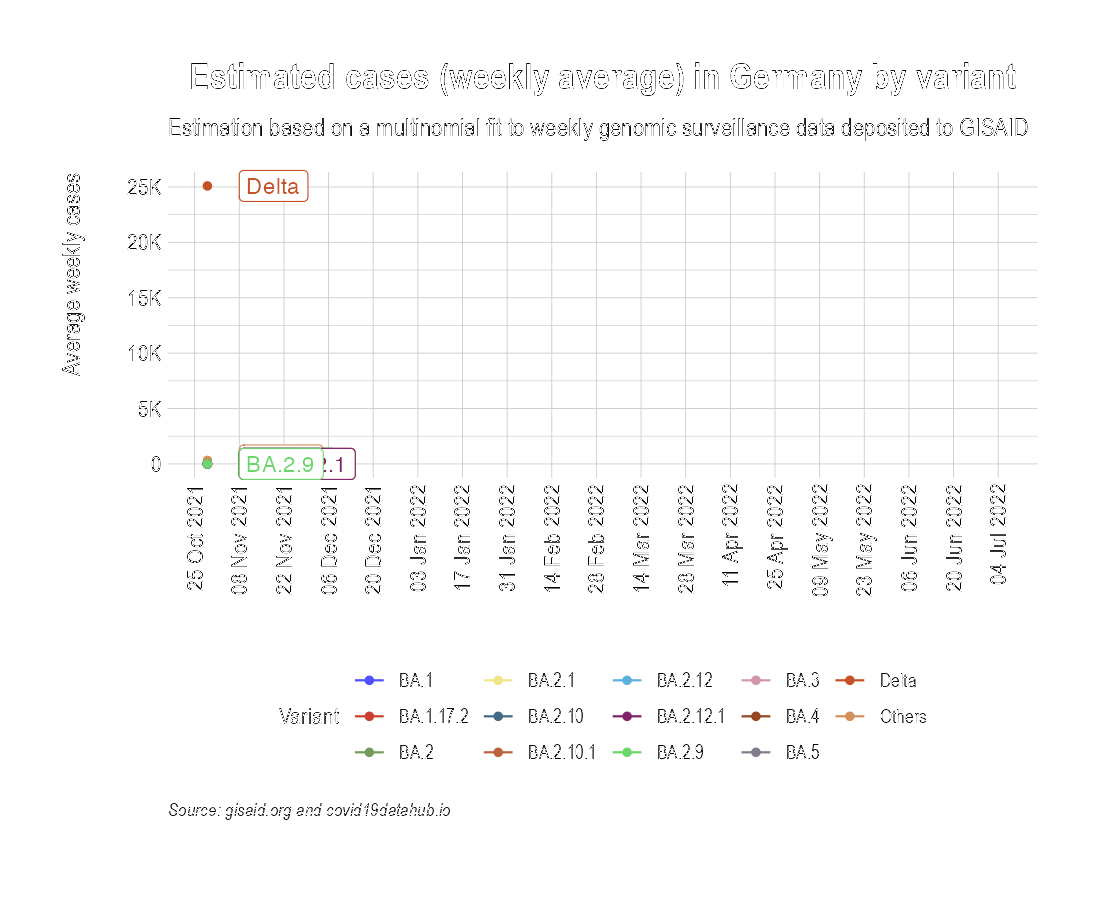 Estimated cases (weekly average) in Germany by variant
Estimation based on a multinomial fit to weekly genomic surveillance data deposited to GISAID
Average weekly cases
25K
20K
15K
10K
5K
0
Delta
BA.2.9
2.1
25 Oct 2021
08 Nov 2021
22 Nov 2021
06 Dec 2021
20 Dec 2021
03 Jan 2022
17 Jan 2022
31 Jan 2022
14 Feb 2022
28 Feb 2022
14 Mar 2022
28 Mar 2022
11 Apr 2022
25 Apr 2022
09 May 2022
23 May 2022
06 Jun 2022
20 Jun 2022
04 Jul 2022
Variant
BA.1
BA.2.1
BA.2.12
BA.3
Delta
BA.1.17.2
BA.2.10
BA.2.12.1
BA.4
Others
BA.2
BA.2.10.1
BA.2.9
BA.5
Source: gisaid.org and covid19datahub.io